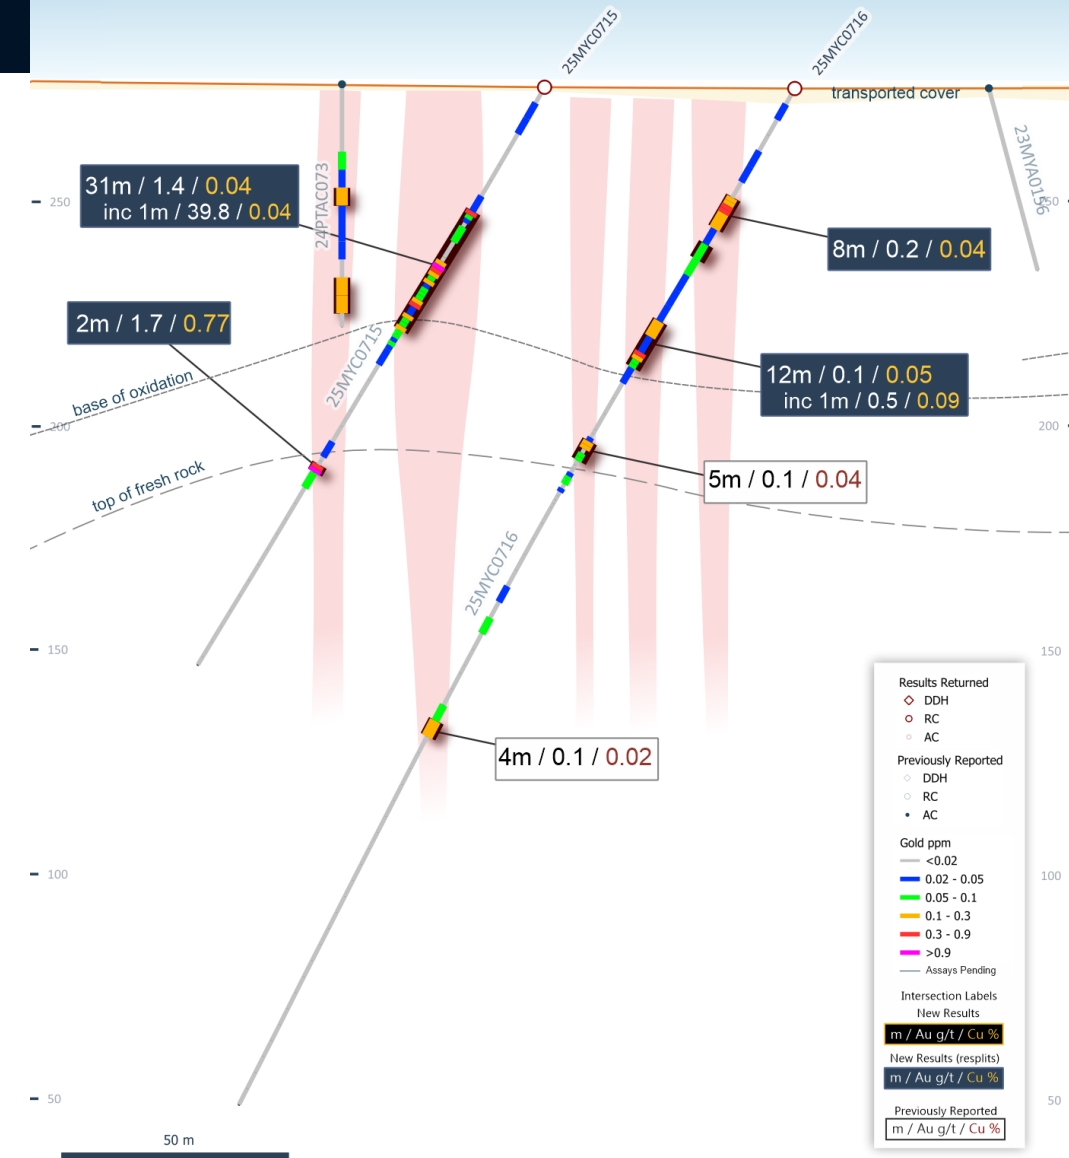 25MYC0715
25MYC0716
transported cover
31m / 1.4 / 0.04
inc 1m / 39.8 / 0.04
24PTAC073
23MYA0156
250
250
8m / 0.2 / 0.04
2m / 1.7 / 0.77
25MYC0715
base of oxidation
12m / 0.1 / 0.05
inc 1m / 0.5 / 0.09
200
200
top of fresh rock
5m / 0.1 / 0.04
25MYC0716
150
150
4m / 0.1 / 0.02
100
100
50
50
50 m
Results Returned
DDH
RC
AC
Previously Reported
DDH
RC
AC
Gold ppm
<0.02
0.02 - 0.05
0.05 - 0.1
0.1 - 0.3
0.3 - 0.9
>0.9
Assays Pending
Intersection Labels
New Results
m / Au g/t / Cu %
New Results (resplits)
m / Au g/t / Cu %
Previously Reported
m / Au g/t / Cu %